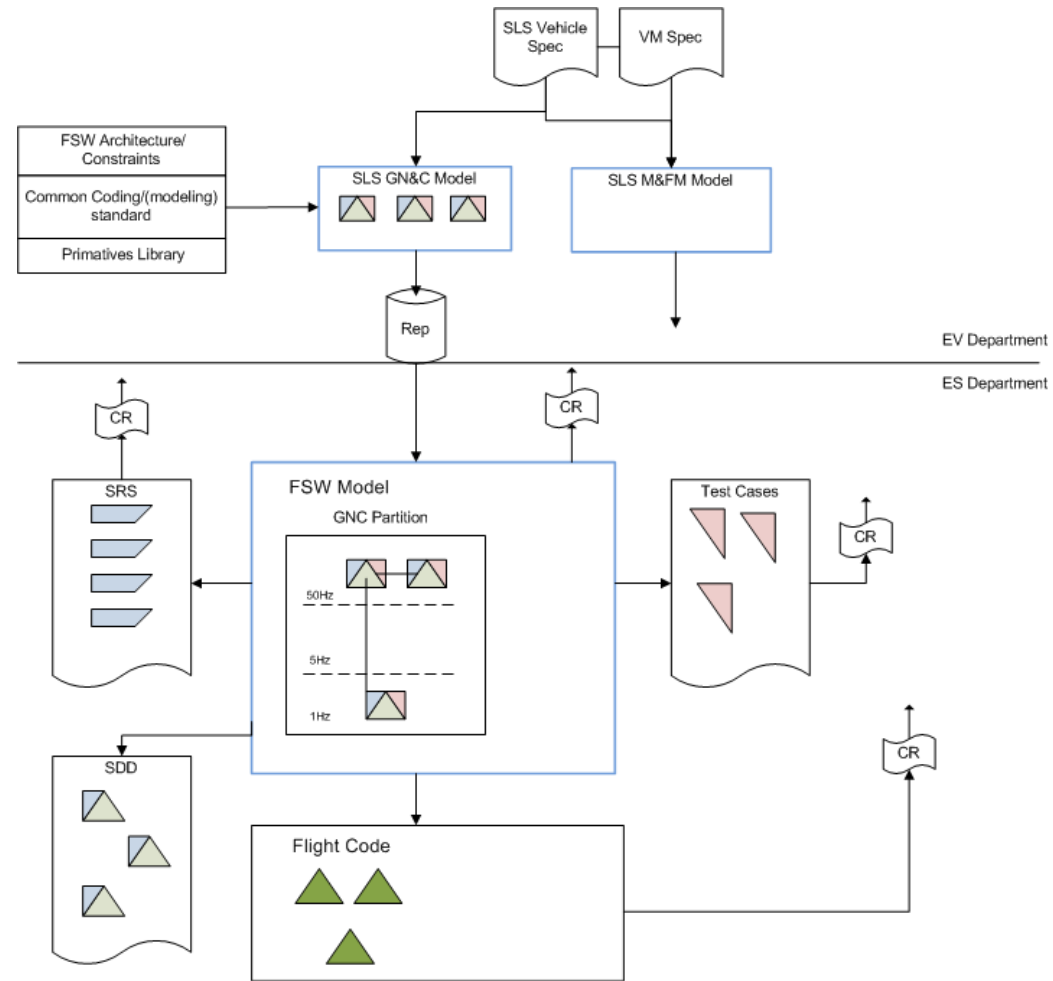 SLS Vehicle
Spec
VM Spec
FSW Architecture/
Constraints
Common Coding/(modeling)
standard
Primatives Library
SLS GN&C Model
SLS M&FM Model
Rep
EV Department
ES Department
CR
CR
SRS
FSW Model
GNC Partition
50Hz
5Hz
1Hz
Test Cases
CR
SDD
Flight Code
CR